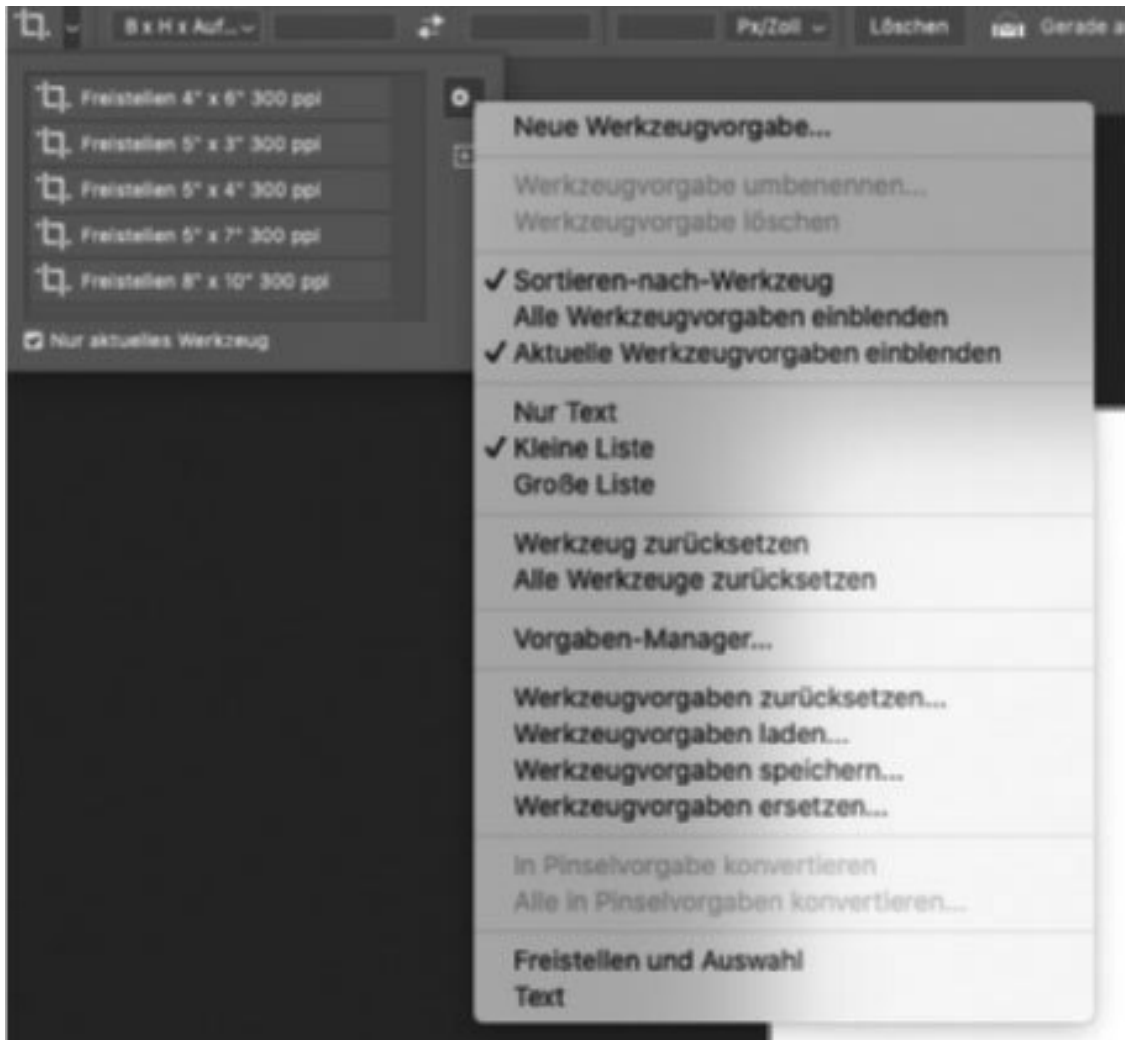 B x H x Auf...
Px/Zoll
Löschen
Gerade a
Freistellen 4" x 6" 300 ppi
Freistellen 5" x 3" 300 ppi
Freistellen 5" x 4" 300 ppi
Freistellen 5" x 7" 300 ppi
Freistellen 8" x 10" 300 ppi
Nur aktuelles Werkzeug
Neue Werkzeugvorgabe...
Werkzeugvorgabe umbenennen...
Werkzeugvorgabe löschen
Sortieren-nach-Werkzeug
Alle Werkzeugvorgaben einblenden
Aktuelle Werkzeugvorgaben einblenden
Nur Text
Kleine Liste
Große Liste
Werkzeug zurücksetzen
Alle Werkzeuge zurücksetzen
Vorgaben-Manager...
Werkzeugvorgaben zurücksetzen...
Werkzeugvorgaben laden...
Werkzeugvorgaben speichern...
Werkzeugvorgaben ersetzen...
In Pinselvorgabe konvertieren
Alle in Pinselvorgaben konvertieren...
Freistellen und Auswahl
Text